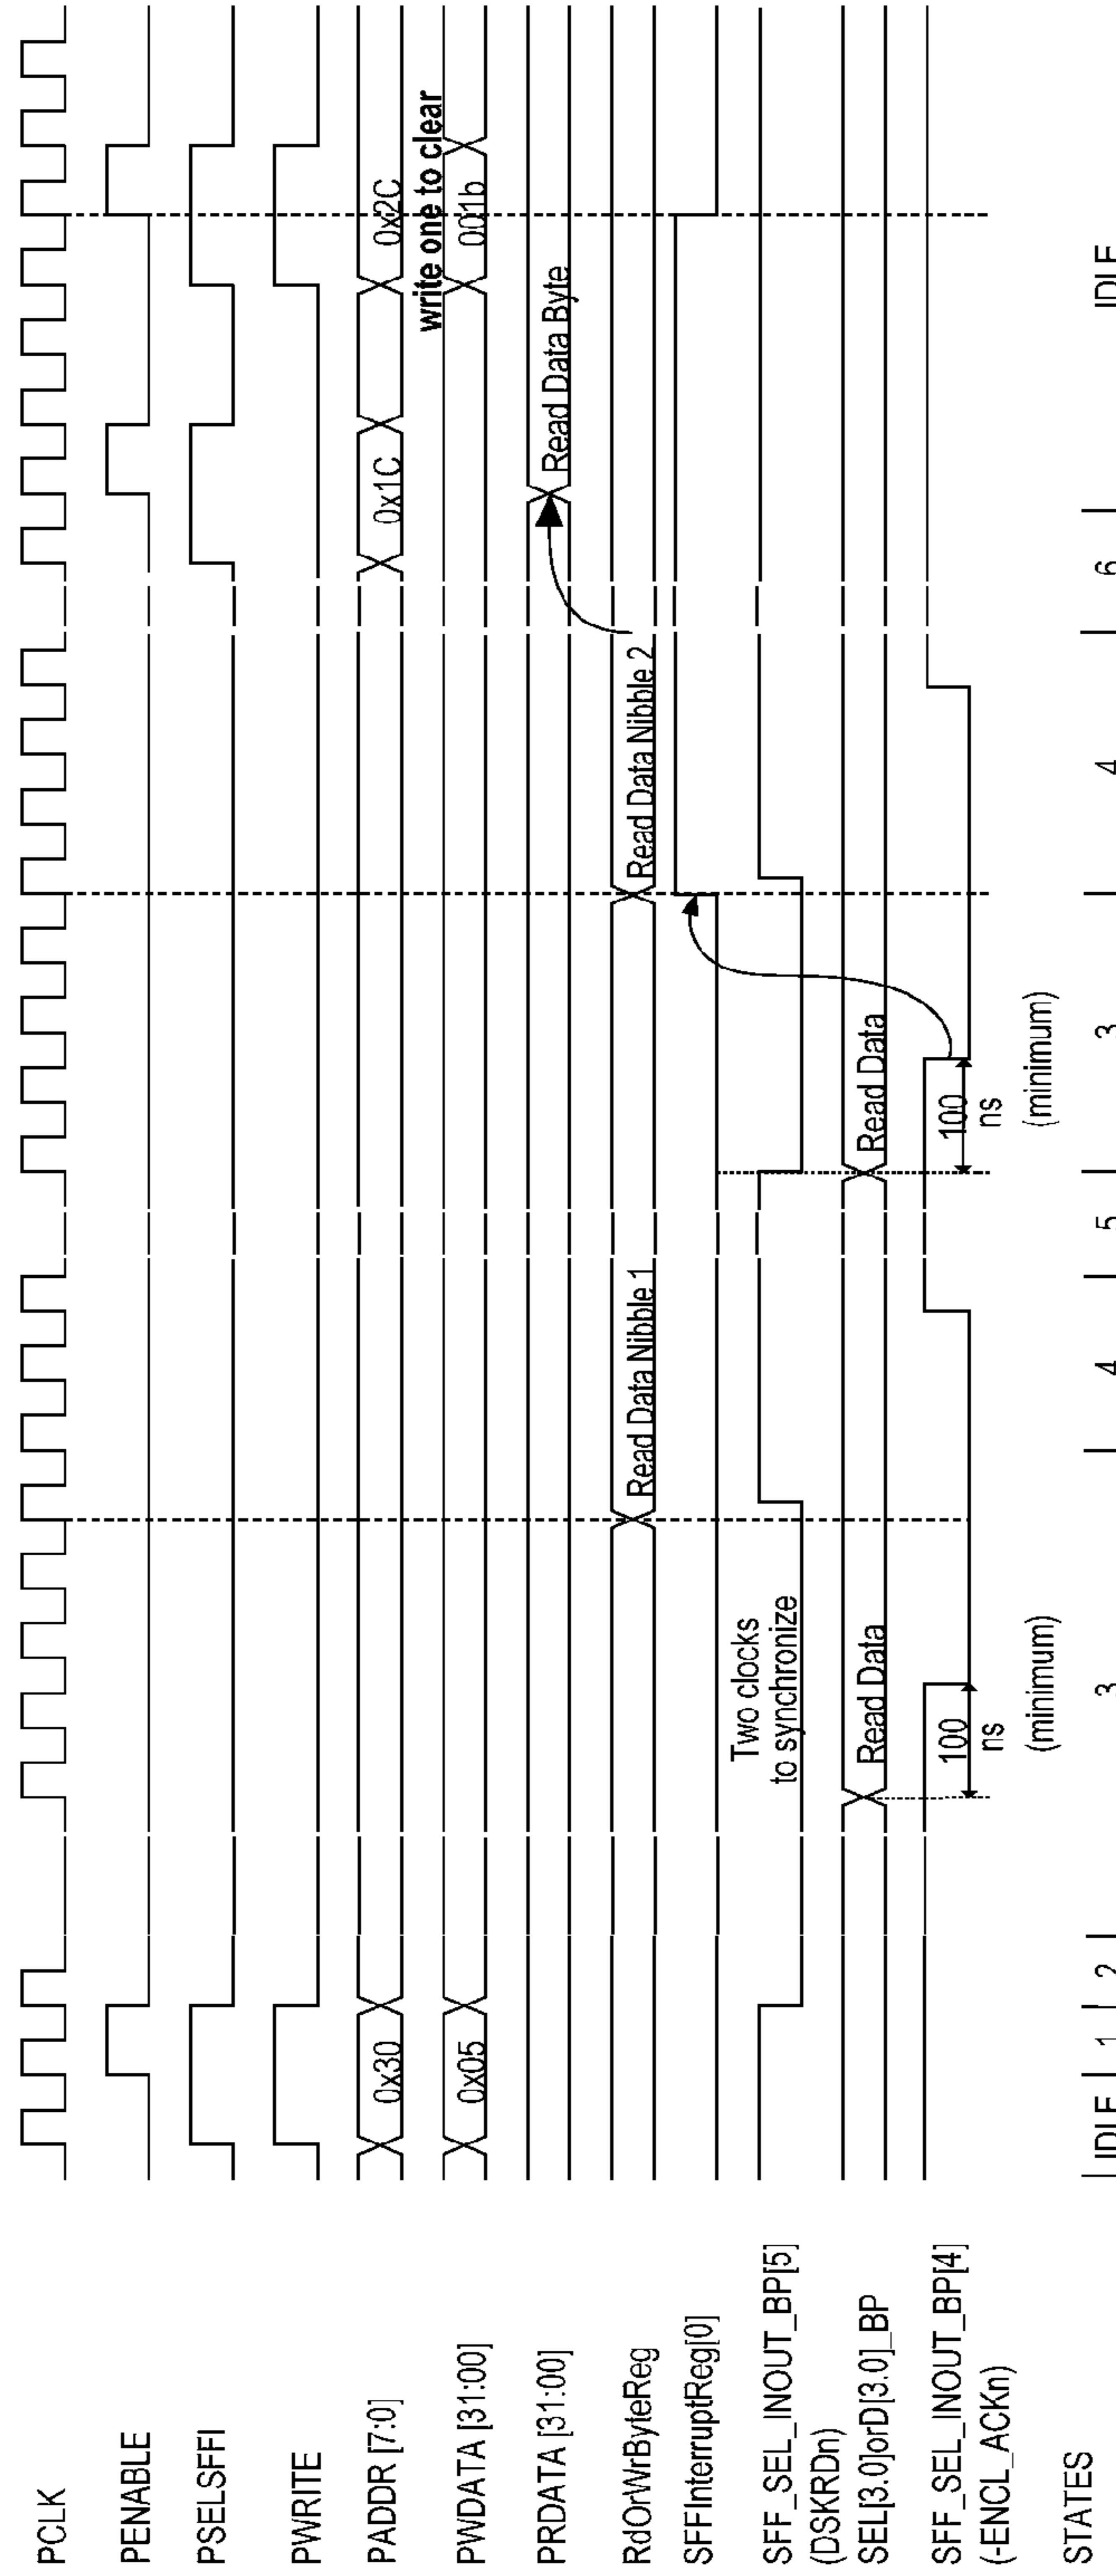 PCLK
PENABLE
PSELSFFI
PWRITE
PADDR [7:0]
0x30
0x1C
0x2C
PWDATA [31:00]
0x05
write one to clear
001b
PRDATA [31:00]
Read Data Byte
RdOrWrByteReg
Read Data Nibble 1
Read Data Nibble 2
SFFInterruptReg[0]
SFF_SEL_INOUT_BP[5]
(DSKRDn)
Two clocks
to synchronize
SEL[3.0]orD[3.0]_BP
Read Data
Read Data
SFF_SEL_INOUT_BP[4]
(-ENCL_ACKn)
100
ns
(minimum)
100
ns
(minimum)
STATES
IDLE 1 2 3 4 5 3 4 6 IDLE